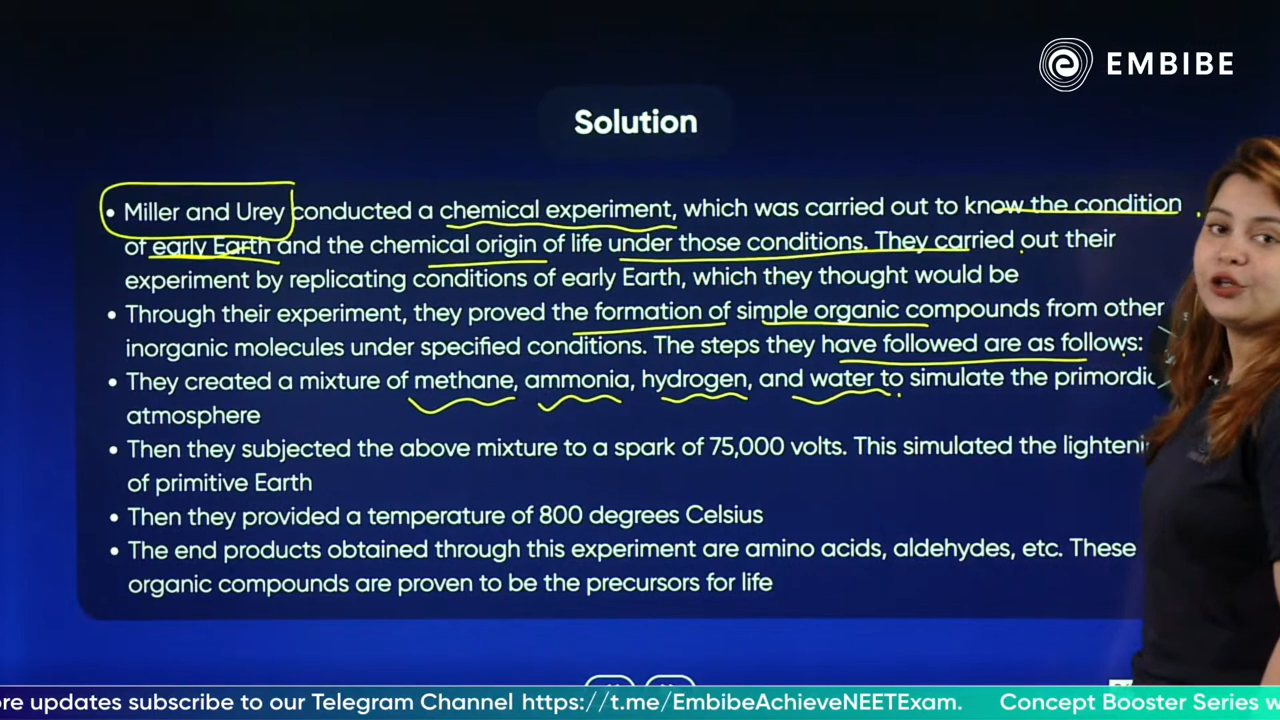 EMBIBE
Solution
• Miller and Urey conducted a chemical experiment, which was carried out to know the condition
of early Earth and the chemical origin of life under those conditions. They carried out their
experiment by replicating conditions of early Earth, which they thought would be
• Through their experiment, they proved the formation of simple organic compounds from other
inorganic molecules under specified conditions. The steps they have followed are as follows:
• They created a mixture of methane, ammonia, hydrogen, and water to simulate the
atmosphere
• Then they subjected the above mixture to a spark of 75,000 volts. This simulated the
of primitive Earth
• Then they provided a temperature of 800 degrees Celsius
• The end products obtained through this experiment are amino acids, aldehydes, etc. These
organic compounds are proven to be the precursors for life
updates subscribe to our Telegram Channel https://t.me/EmbibeAchieveNEETExam. Concept Booster Series